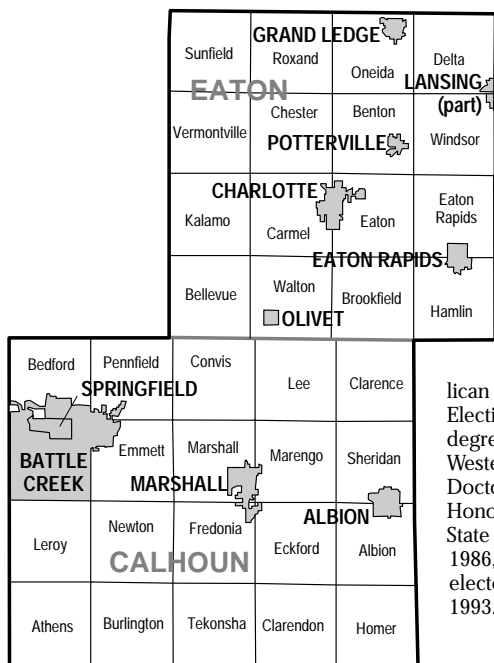 GRAND LEDGE
Sunfield Roxand Oneida Delta
LANSING
(part)
EATON
Chester Benton
Vermontville Windsor
POTTERVILLE
CHARLOTTE
Eaton
Rapids
Kalamo Carmel Eaton
EATON RAPIDS
Bellevue Walton Brookfield Hamlin
OLIVET
Bedford Pennfield Convis Lee Clarence
SPRINGFIELD
BATTLE
CREEK
Emmett Marshall Marengo Sheridan
MARSHALL
ALBION
Leroy Newton Fredonia Eckford Albion
CALHOUN
Athens Burlington Tekonsha Clarendon Homer
lican
Electi
degre
Weste
Docto
Hono
State
1986,
electe
1993.